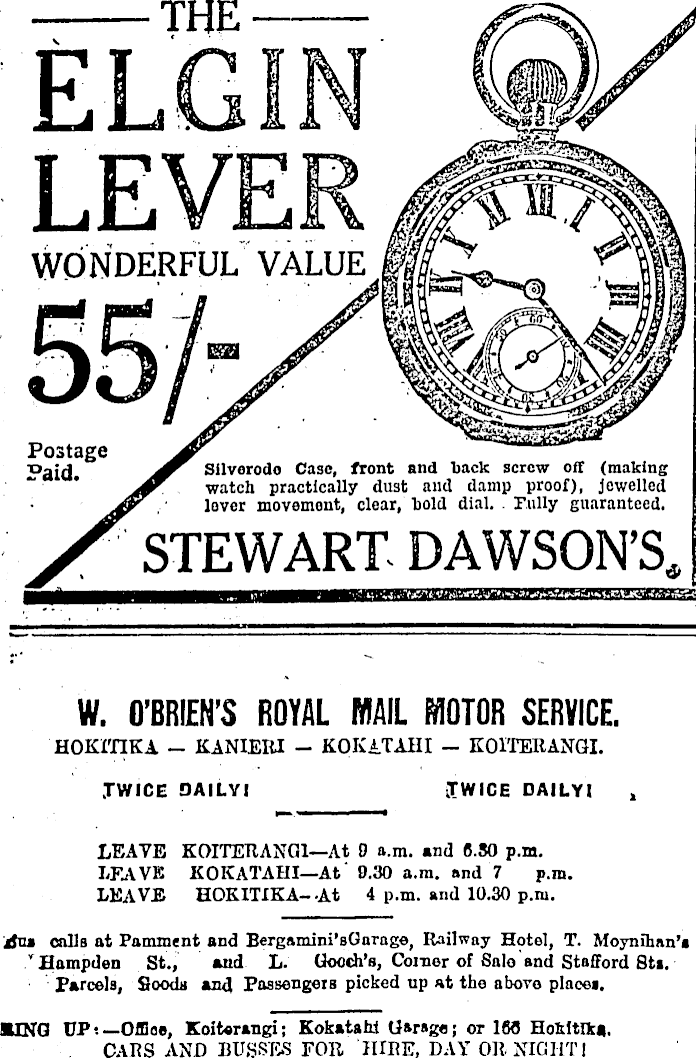 THE
ELGIN
LEVER
WONDERFUL VALUE
55/-
Postage
Paid.
Silverode Case, front and back screw off (making
watch practically dust and damp proof), jewelled
lever movement, clear, bold dial. Fully guaranteed.
STEWART DAWSON'S
W. O'BRIEN'S ROYAL MAIL MOTOR SERVICE.
HOKITIKA — KANIERI — KOKATAHI — KOITERANGI.
TWICE DAILY! TWICE DAILY!
LEAVE KOITERANGI—At 9 a.m. and 6.30 p.m.
LEAVE KOKATAHI—At 9.30 a.m. and 7 p.m.
LEAVE HOKITIKA—At 4 p.m. and 10.30 p.m.
Bus calls at Pamment and Bergamini'sGarage, Railway Hotel, T. Moynihan's
Hampden St., and L. Gooch's, Corner of Sale and Stafford Sts.
Parcels, Goods and Passengers picked up at the above places.
RING UP:—Office, Koiterangi; Kokatahi Garage; or 166 Hokitika.
CARS AND BUSSES FOR HIRE, DAY OR NIGHT!